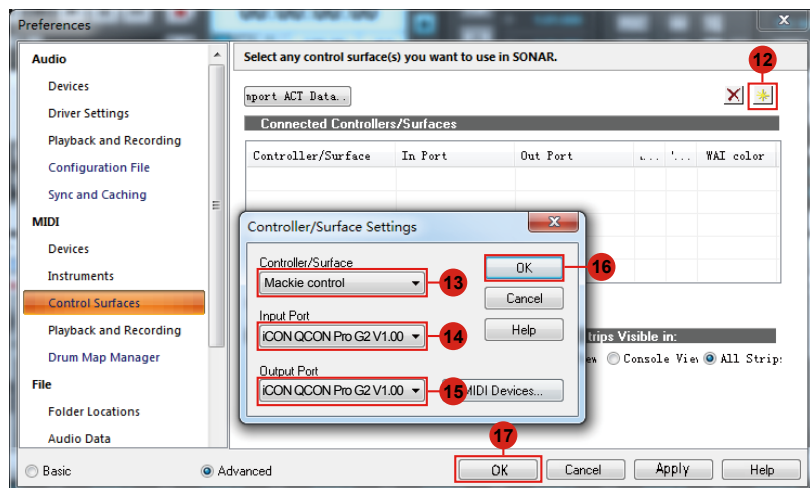 Preferences
x
Audio
Devices
Driver Settings
Playback and Recording
Configuration File
Sync and Caching
MIDI
Devices
Instruments
Control Surfaces
Playback and Recording
Drum Map Manager
File
Folder Locations
Audio Data
Basic
Advanced
Select any control surface(s) you want to use in SONAR.
12
mport ACT Data..
Connected Controllers/Surfaces
Controller/Surface In Port Out Port ... '... WAI color
Controller/Surface Settings
x
Controller/Surface
Mackie control
13
OK
16
Cancel
Input Port
iCON QCON Pro G2 V1.00
14
Help
Output Port
iCON QCON Pro G2 V1.00
15
MIDI Devices...
trips Visible in:
Console Vie All Strip:
17
OK Cancel Apply Help